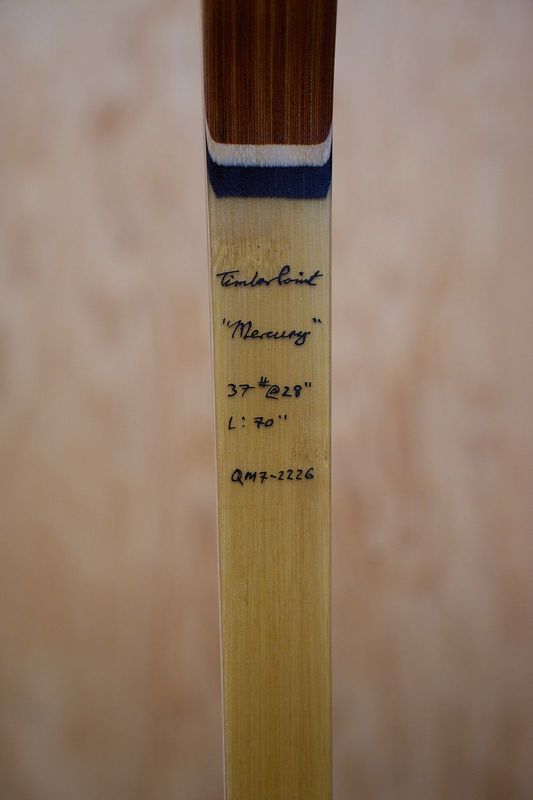 TimberPoint
"Mercury"
37#@28"
L: 70"
QM7-2226